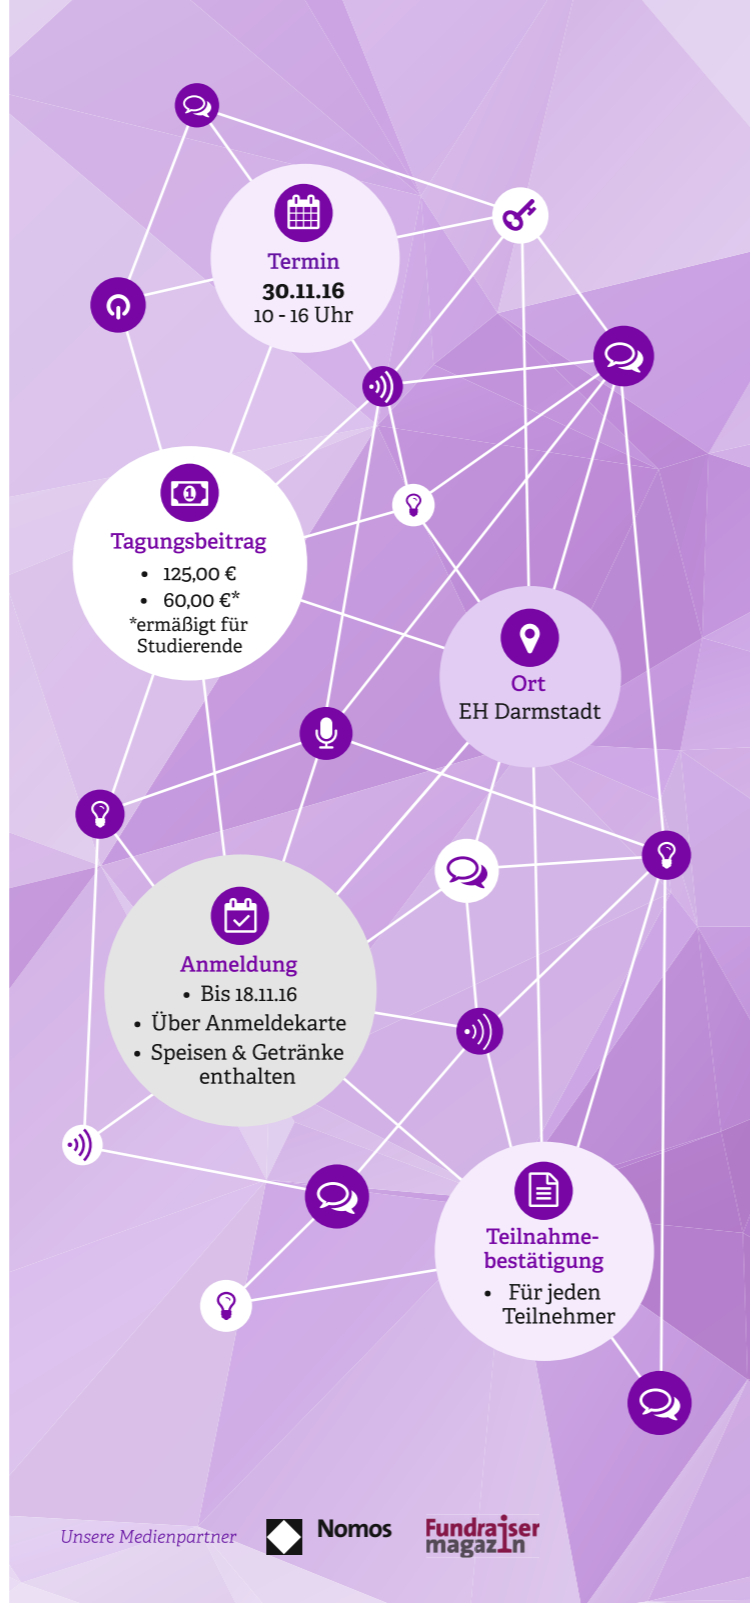 Termin
30.11.16
10 - 16 Uhr
1
Tagungsbeitrag
• 125,00 €
• 60,00 €*
*ermäßigt für
Studierende
Ort
EH Darmstadt
Anmeldung
• Bis 18.11.16
• Über Anmeldekarte
• Speisen & Getränke
enthalten
Teilnahme-
bestätigung
• Für jeden
Teilnehmer
Unsere Medienpartner
Nomos
Fundraiser
magazin